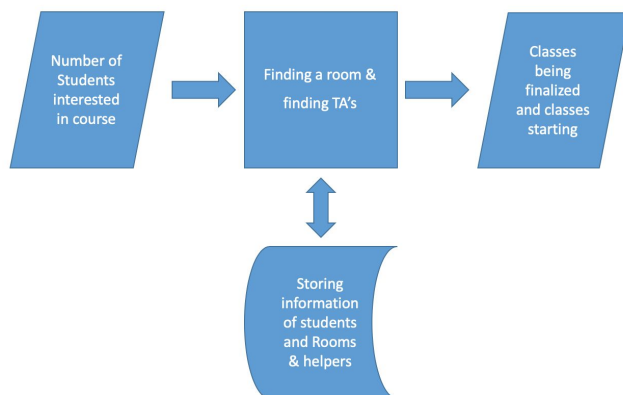 Number of
Students
interested
in course
Finding a room &
finding TA's
Classes
being
finalized
and classes
starting
Storing
information
of students
and Rooms
& helpers